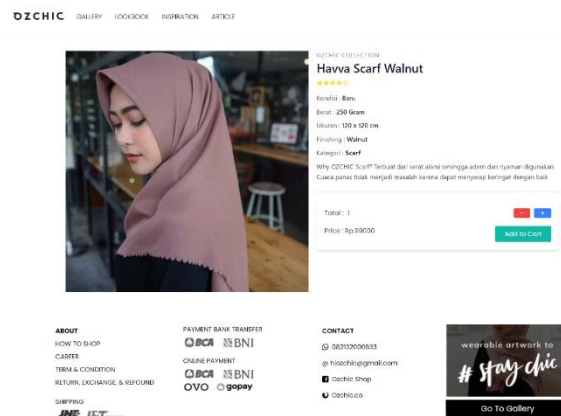 OZCHIC GALLERY LOOKBOOK INSPIRATION ARTICLE
OZCHIC COLLECTION
Havva Scarf Walnut
Kondisi : Baru
Berat : 250 Gram
Ukuran : 120 x 120 cm
Finishing : Walnut
Kategori : Scarf
Why OZCHIC Scarf? Terbuat dari serat alami sehingga adem dan nyaman digunakan.
Cuaca panas tidak menjadi masalah karena dapat menyerap keringat dengan baik
Total : 1
- +
Price : Rp.99000
Add to Cart
ABOUT
HOW TO SHOP
CAREER
TERM & CONDITION
RETURN, EXCHANGE, & REFOUND
SHIPPING
JNE J&T
PAYMENT BANK TRANSFER
BCA BNI
ONLINE PAYMENT
BCA BNI
OVO gopay
CONTACT
082132000633
@ hiozchic@gmail.com
Ozchic Shop
Ozchic.co
wearable artwork to
# stay chic
Go To Gallery